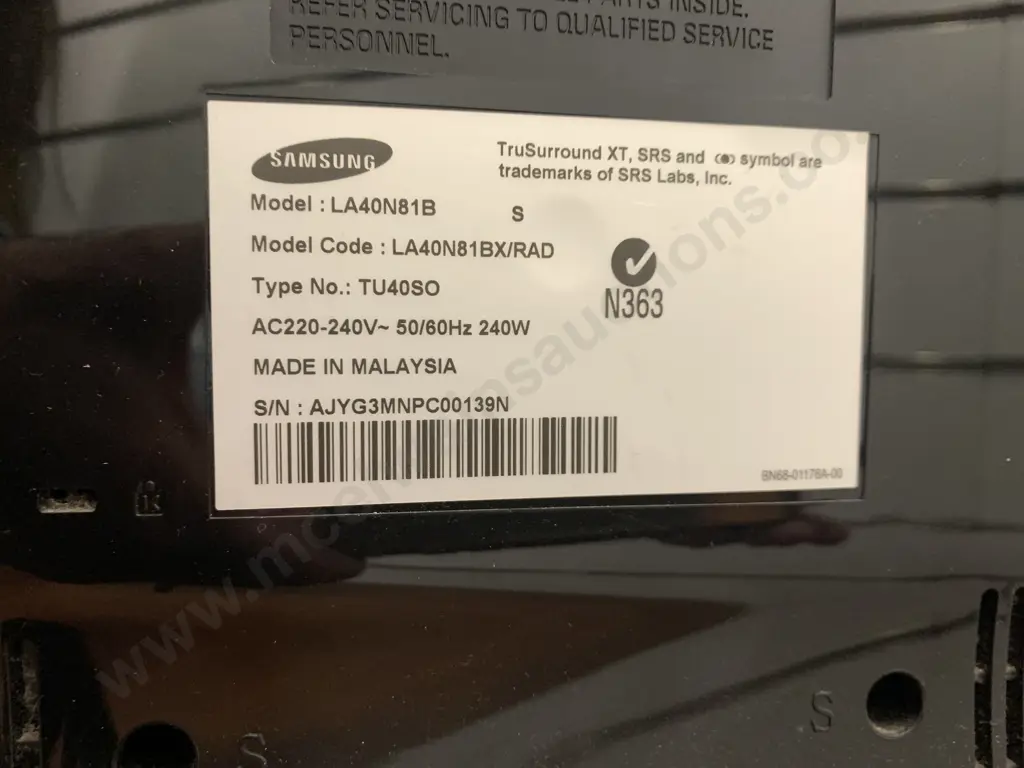 PARTS INSIDE.
REFER SERVICING TO QUALIFIED SERVICE
PERSONNEL.
SAMSUNG
TruSurround XT, SRS and symbol are
trademarks of SRS Labs, Inc.
Model : LA40N81B S
Model Code : LA40N81BX/RAD
Type No.: TU40SO
N363
AC220-240V~ 50/60Hz 240W
MADE IN MALAYSIA
S/N : AJYG3MNPC00139N
BN68-01178A-00
S
S